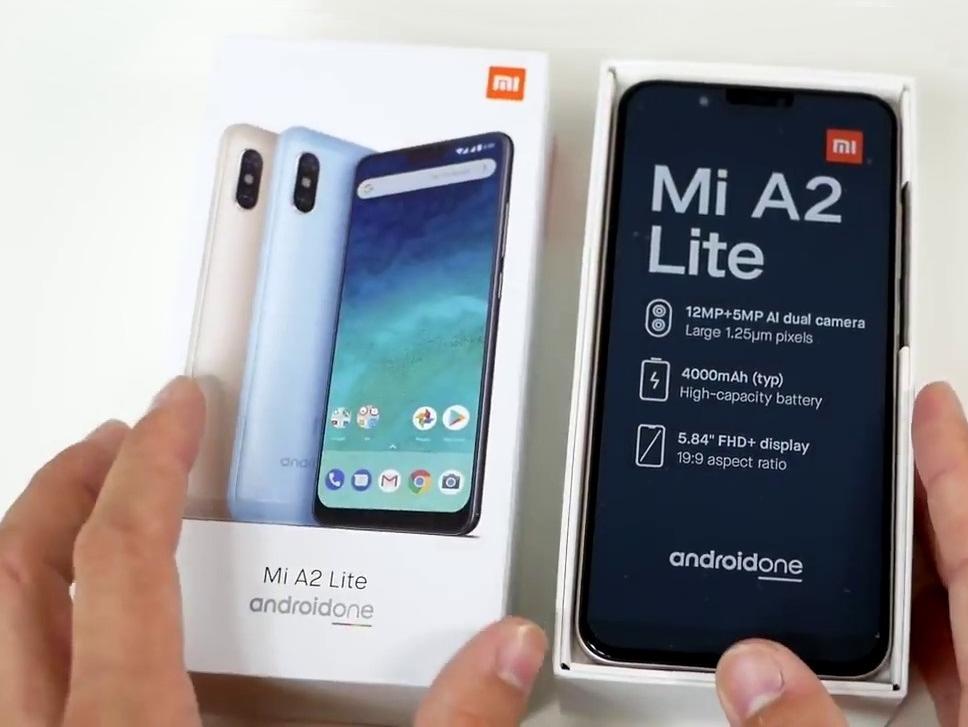 mi
android
Mi A2 Lite
androidone
mi
Mi A2
Lite
12MP+5MP AI dual camera
Large 1.25μm pixels
4000mAh (typ)
High-capacity battery
5.84" FHD+ display
19:9 aspect ratio
androidone